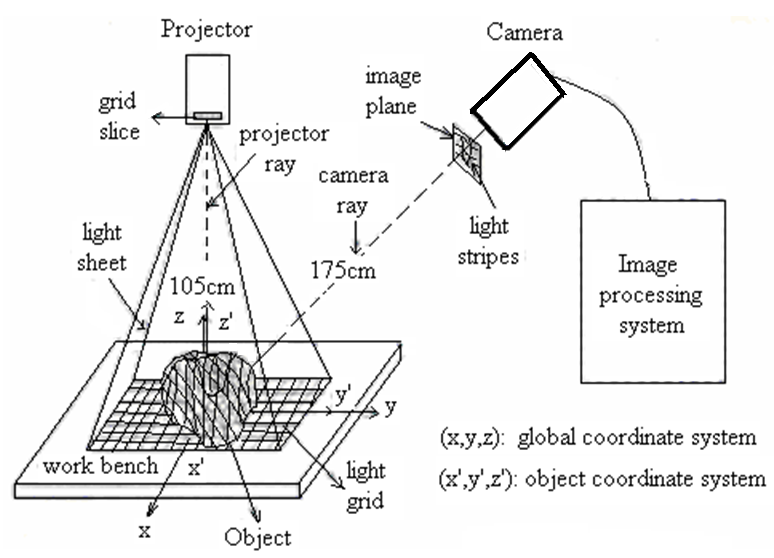 Projector
Camera
grid
slice
image
plane
projector
ray
camera
ray
light
stripes
light
sheet
105cm
175cm
z z'
Image
processing
system
y'
y
work bench
x'
x
light
grid
Object
(x,y,z): global coordinate system
(x',y',z'): object coordinate system